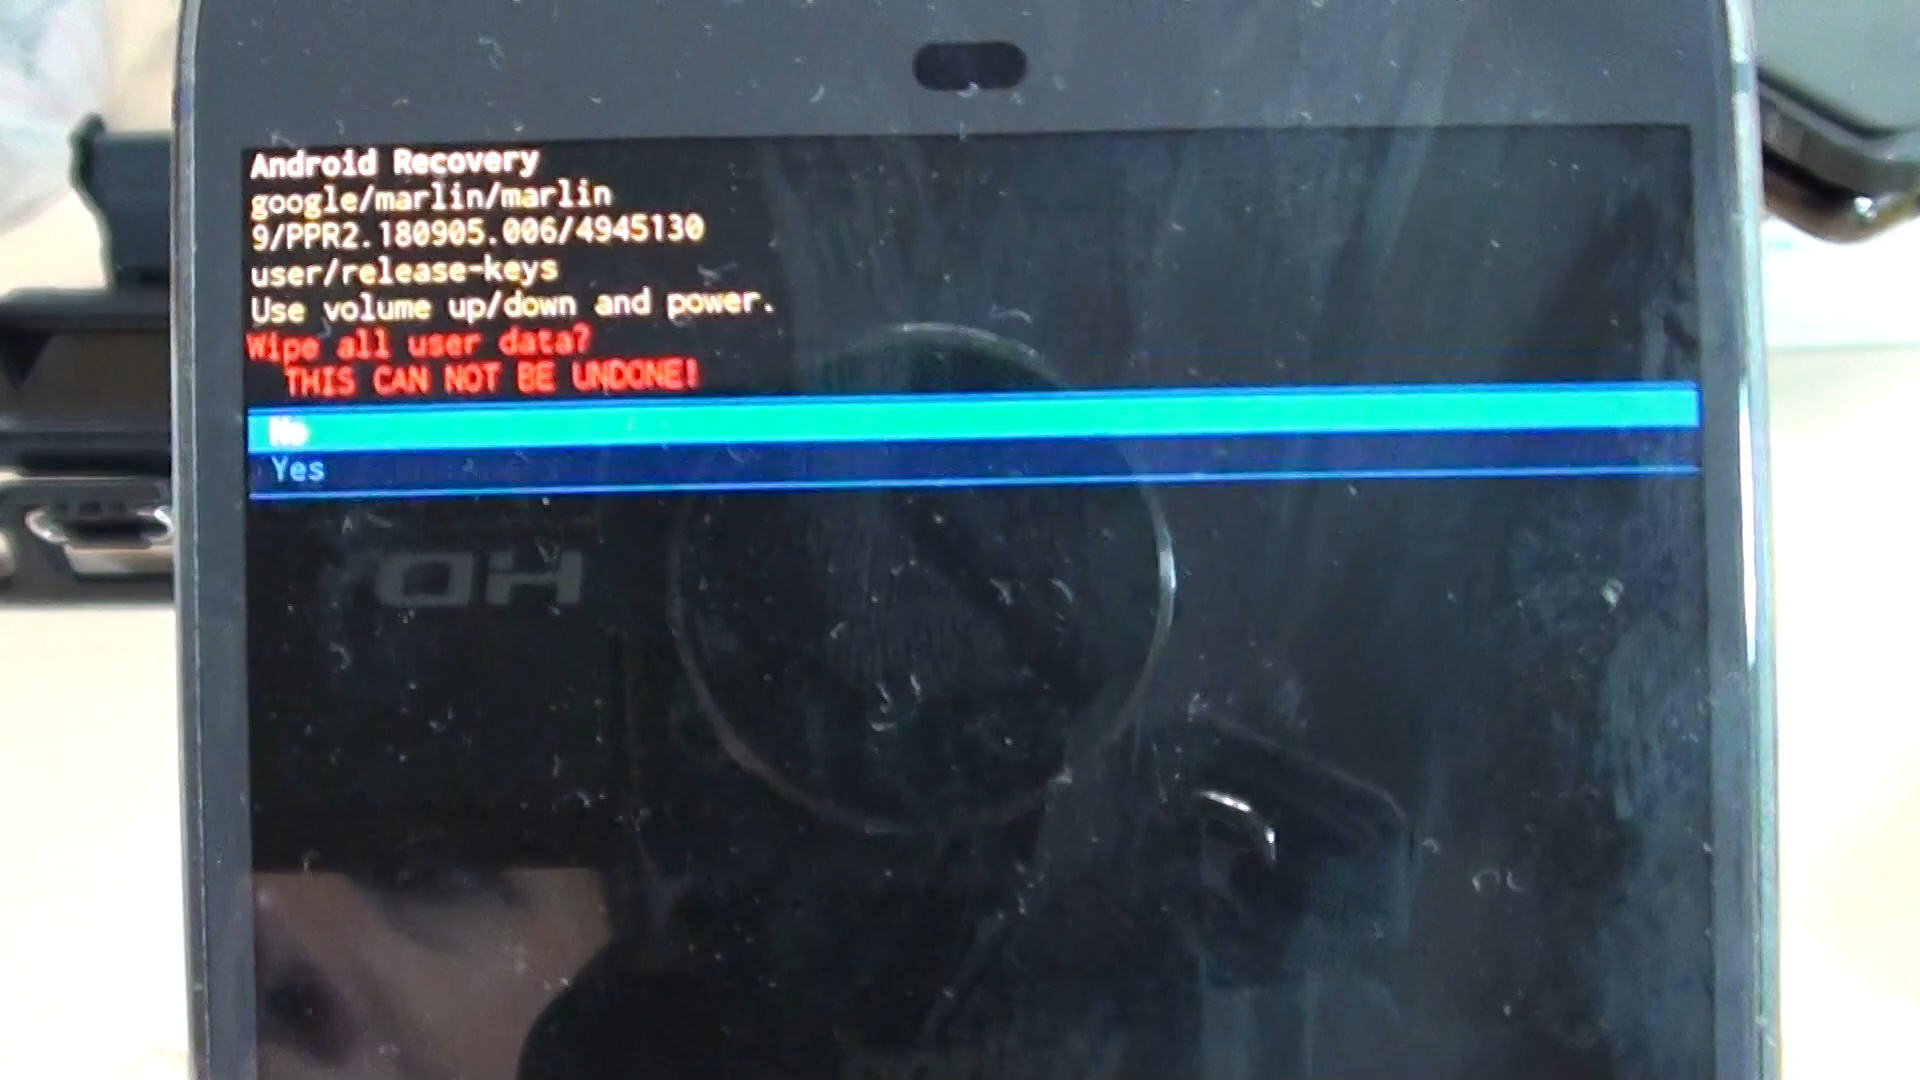 Android Recovery
google/marlin/marlin
9/PPR2.180905.006/4945130
user/release-keys
Use volume up/down and power.
Wipe all user data?
THIS CAN NOT BE UNDONE!
No
Yes